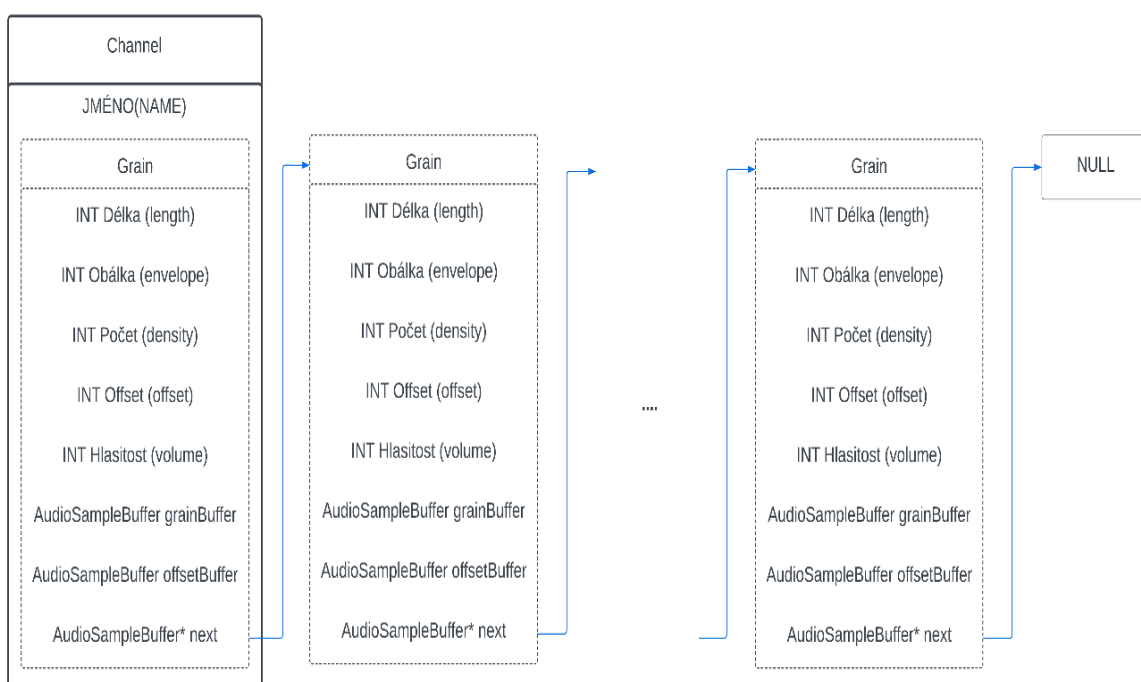 Channel
JMÉNO(NAME)
Grain
INT Délka (length)
INT Obálka (envelope)
INT Počet (density)
INT Offset (offset)
INT Hlasitost (volume)
AudioSampleBuffer grainBuffer
AudioSampleBuffer offsetBuffer
AudioSampleBuffer* next
Grain
INT Délka (length)
INT Obálka (envelope)
INT Počet (density)
INT Offset (offset)
INT Hlasitost (volume)
AudioSampleBuffer grainBuffer
AudioSampleBuffer offsetBuffer
AudioSampleBuffer* next
....
Grain
INT Délka (length)
INT Obálka (envelope)
INT Počet (density)
INT Offset (offset)
INT Hlasitost (volume)
AudioSampleBuffer grainBuffer
AudioSampleBuffer offsetBuffer
AudioSampleBuffer* next
NULL